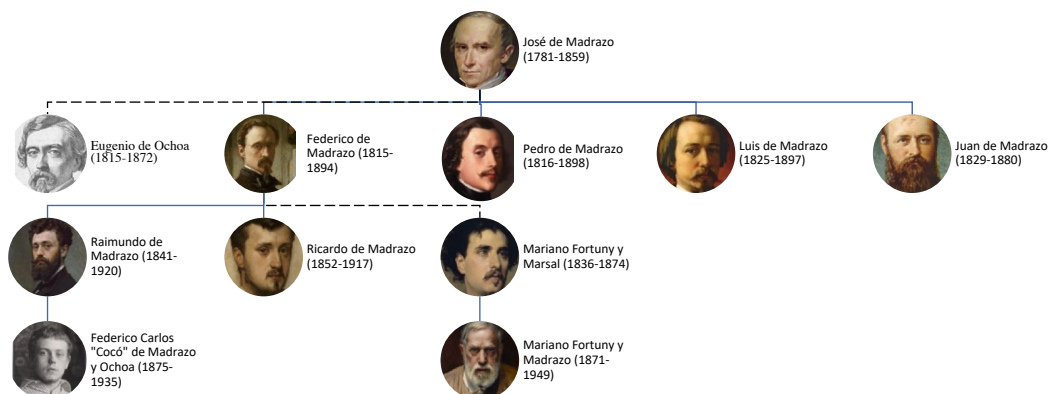 José de Madrazo
(1781-1859)
Eugenio de Ochoa
(1815-1872)
Federico de
Madrazo (1815-
1894)
Pedro de Madrazo
(1816-1898)
Luis de Madrazo
(1825-1897)
Juan de Madrazo
(1829-1880)
Raimundo de
Madrazo (1841-
1920)
Ricardo de Madrazo
(1852-1917)
Mariano Fortuny y
Marsal (1836-1874)
Federico Carlos
"Cocó" de Madrazo
y Ochoa (1875-
1935)
Mariano Fortuny y
Madrazo (1871-
1949)